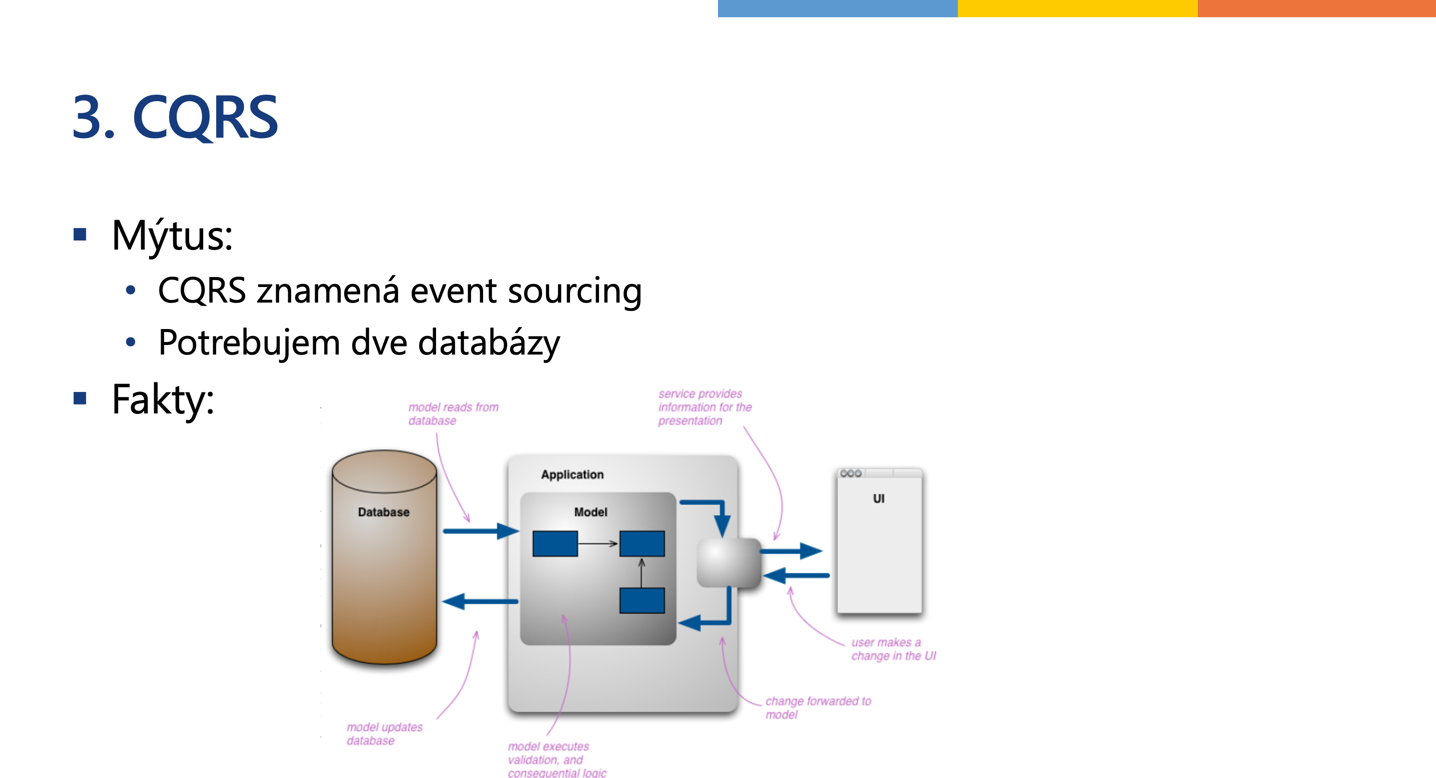 3. CQRS
Mýtus:
CQRS znamená event sourcing
Potrebujem dve databázy
Fakty:
model reads from
database
service provides
information for the
presentation
Application
Database
Model
UI
user makes a
change in the UI
change forwarded to
model
model updates
database
model executes
validation, and
consequential logic